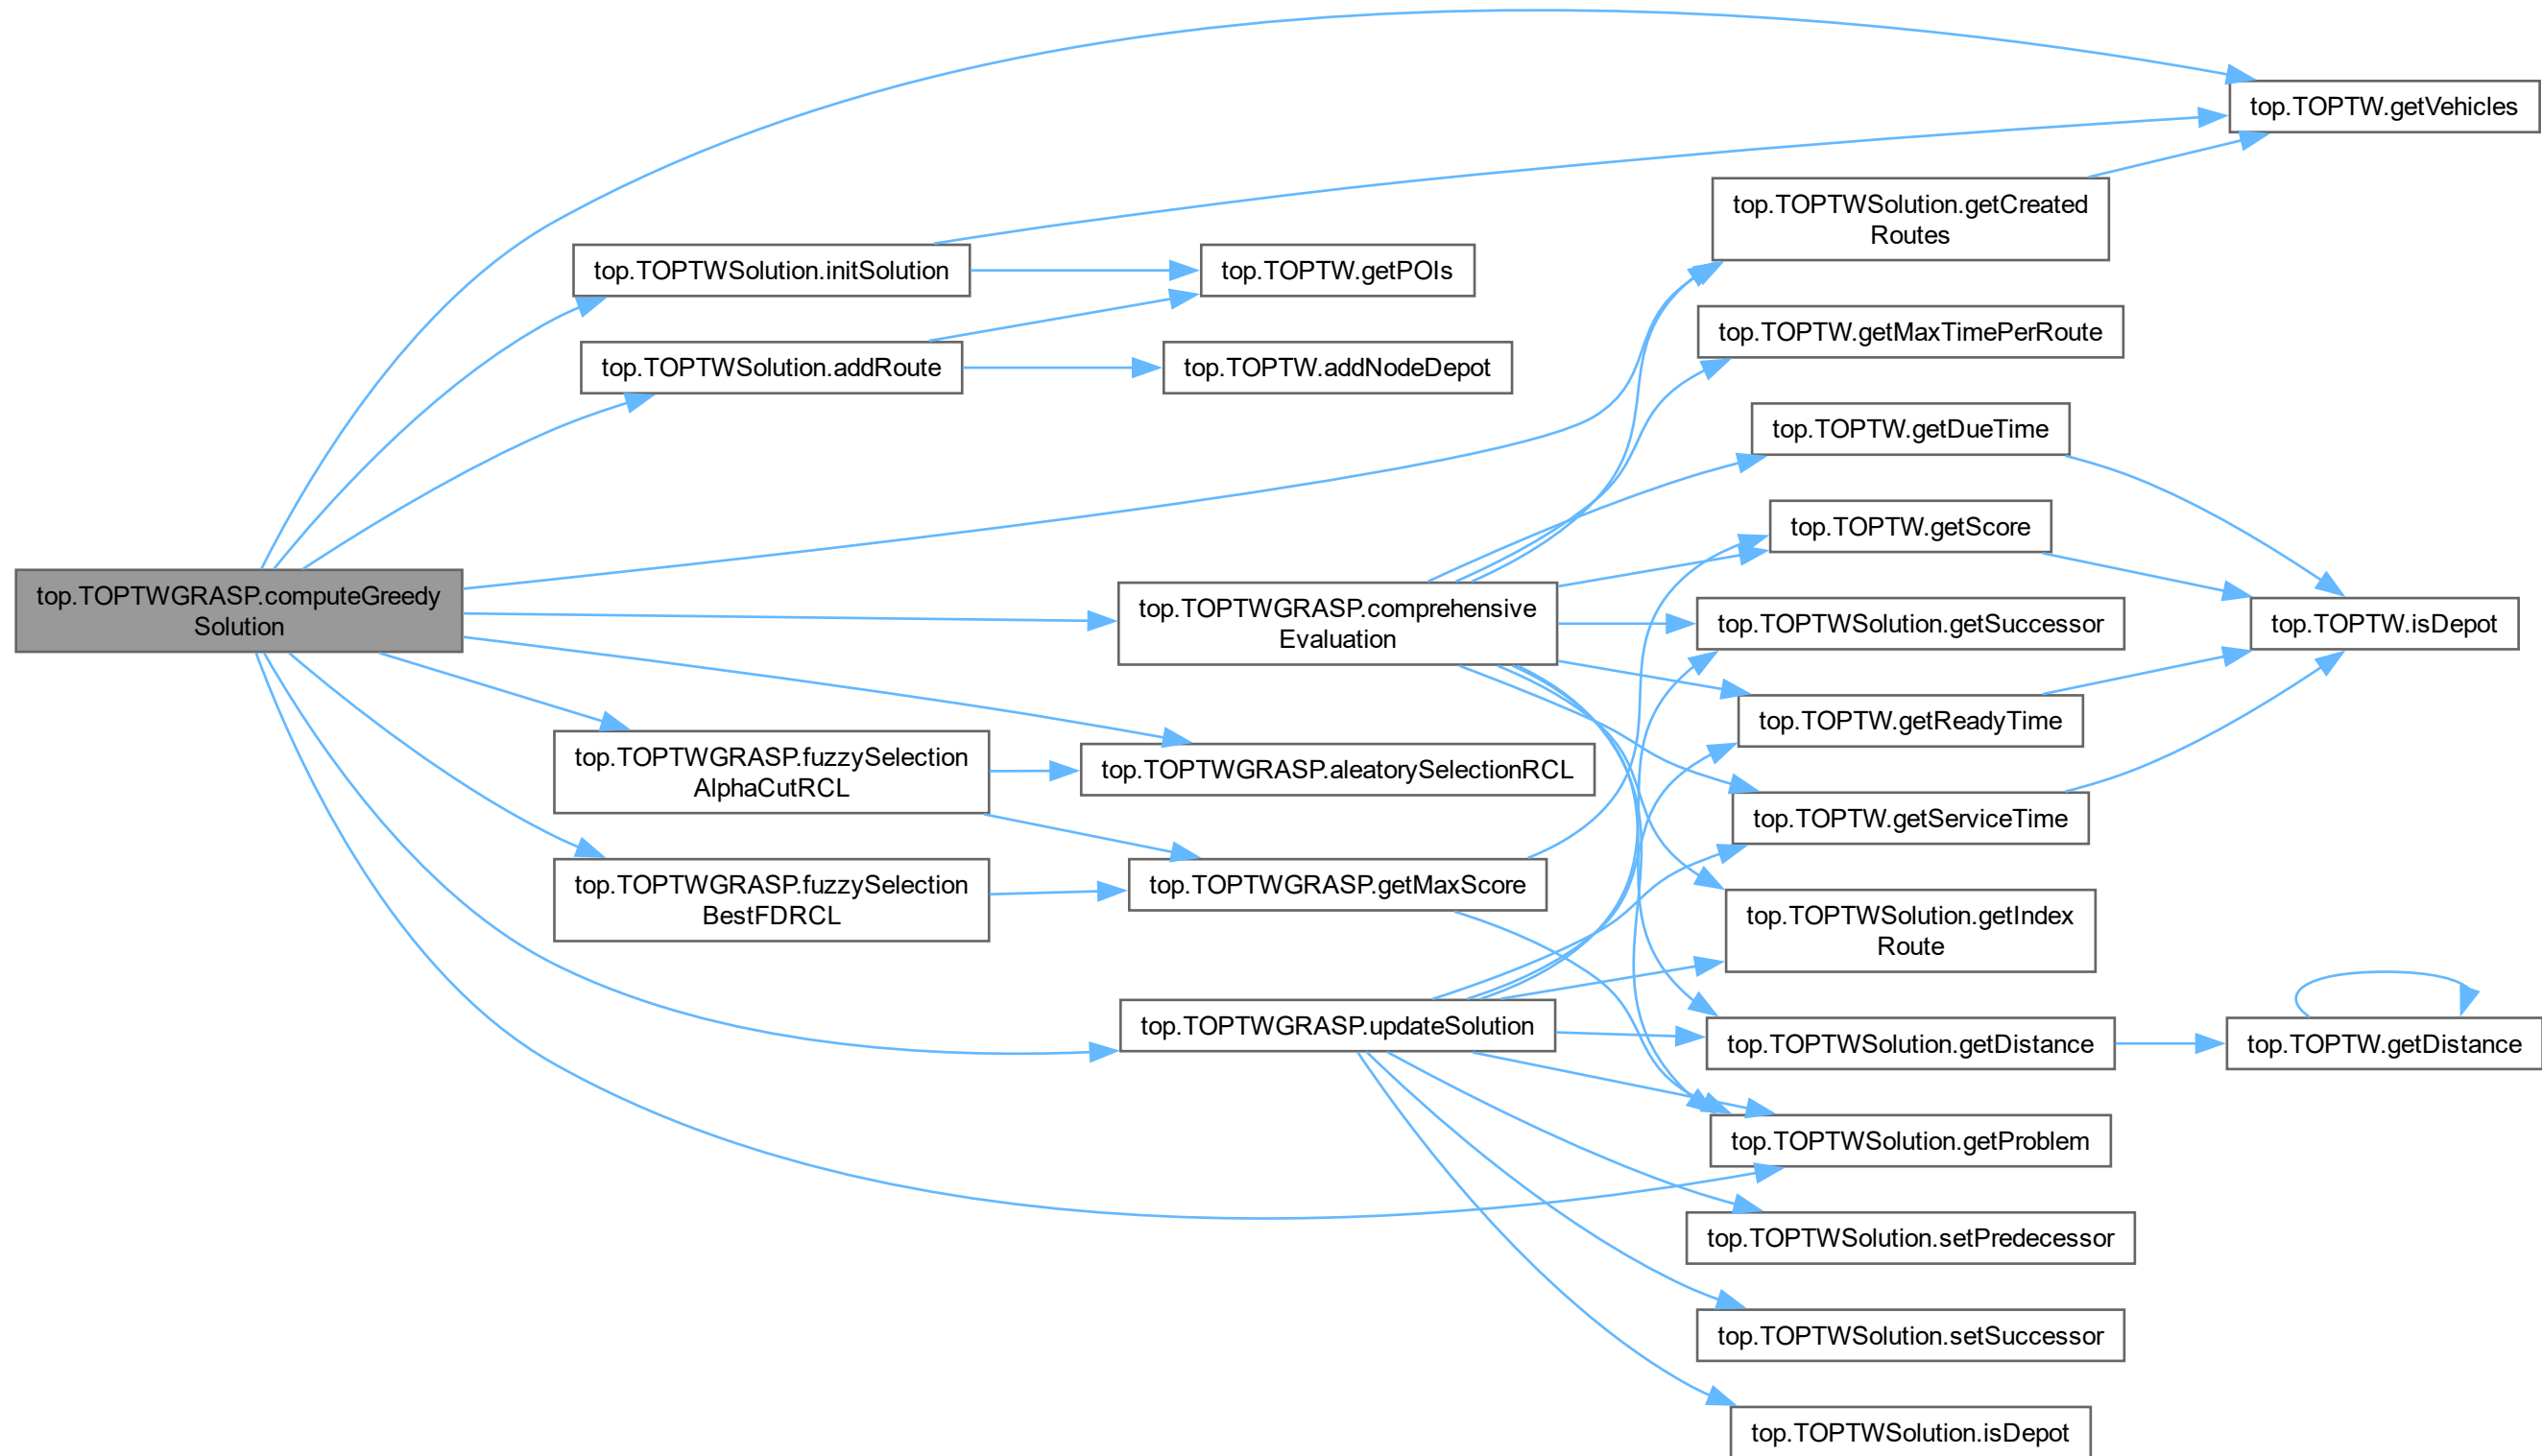 top.TOPTWGRASP.computeGreedy
Solution
top.TOPTWSolution.initSolution
top.TOPTWSolution.addRoute
top.TOPTWGRASP.fuzzySelection
AlphaCutRCL
top.TOPTWGRASP.fuzzySelection
BestFDRCL
top.TOPTW.getPOIs
top.TOPTW.addNodeDepot
top.TOPTWGRASP.comprehensive
Evaluation
top.TOPTWGRASP.aleatorySelectionRCL
top.TOPTWGRASP.getMaxScore
top.TOPTWGRASP.updateSolution
top.TOPTWSolution.getCreated
Routes
top.TOPTW.getMaxTimePerRoute
top.TOPTW.getDueTime
top.TOPTW.getScore
top.TOPTWSolution.getSuccessor
top.TOPTW.getReadyTime
top.TOPTW.getServiceTime
top.TOPTWSolution.getIndex
Route
top.TOPTWSolution.getDistance
top.TOPTWSolution.getProblem
top.TOPTWSolution.setPredecessor
top.TOPTWSolution.setSuccessor
top.TOPTWSolution.isDepot
top.TOPTW.getVehicles
top.TOPTW.isDepot
top.TOPTW.getDistance